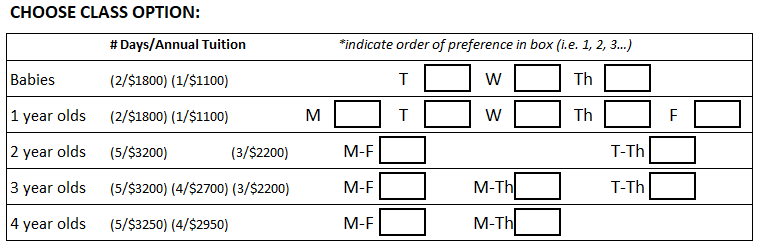 CHOOSE CLASS OPTION:
# Days/Annual Tuition *indicate order of preference in box (i.e. 1, 2, 3...)
Babies (2/$1800) (1/$1100) T W Th
1 year olds (2/$1800) (1/$1100) M T W Th F
2 year olds (5/$3200) (3/$2200) M-F T-Th
3 year olds (5/$3200) (4/$2700) (3/$2200) M-F M-Th T-Th
4 year olds (5/$3250) (4/$2950) M-F M-Th